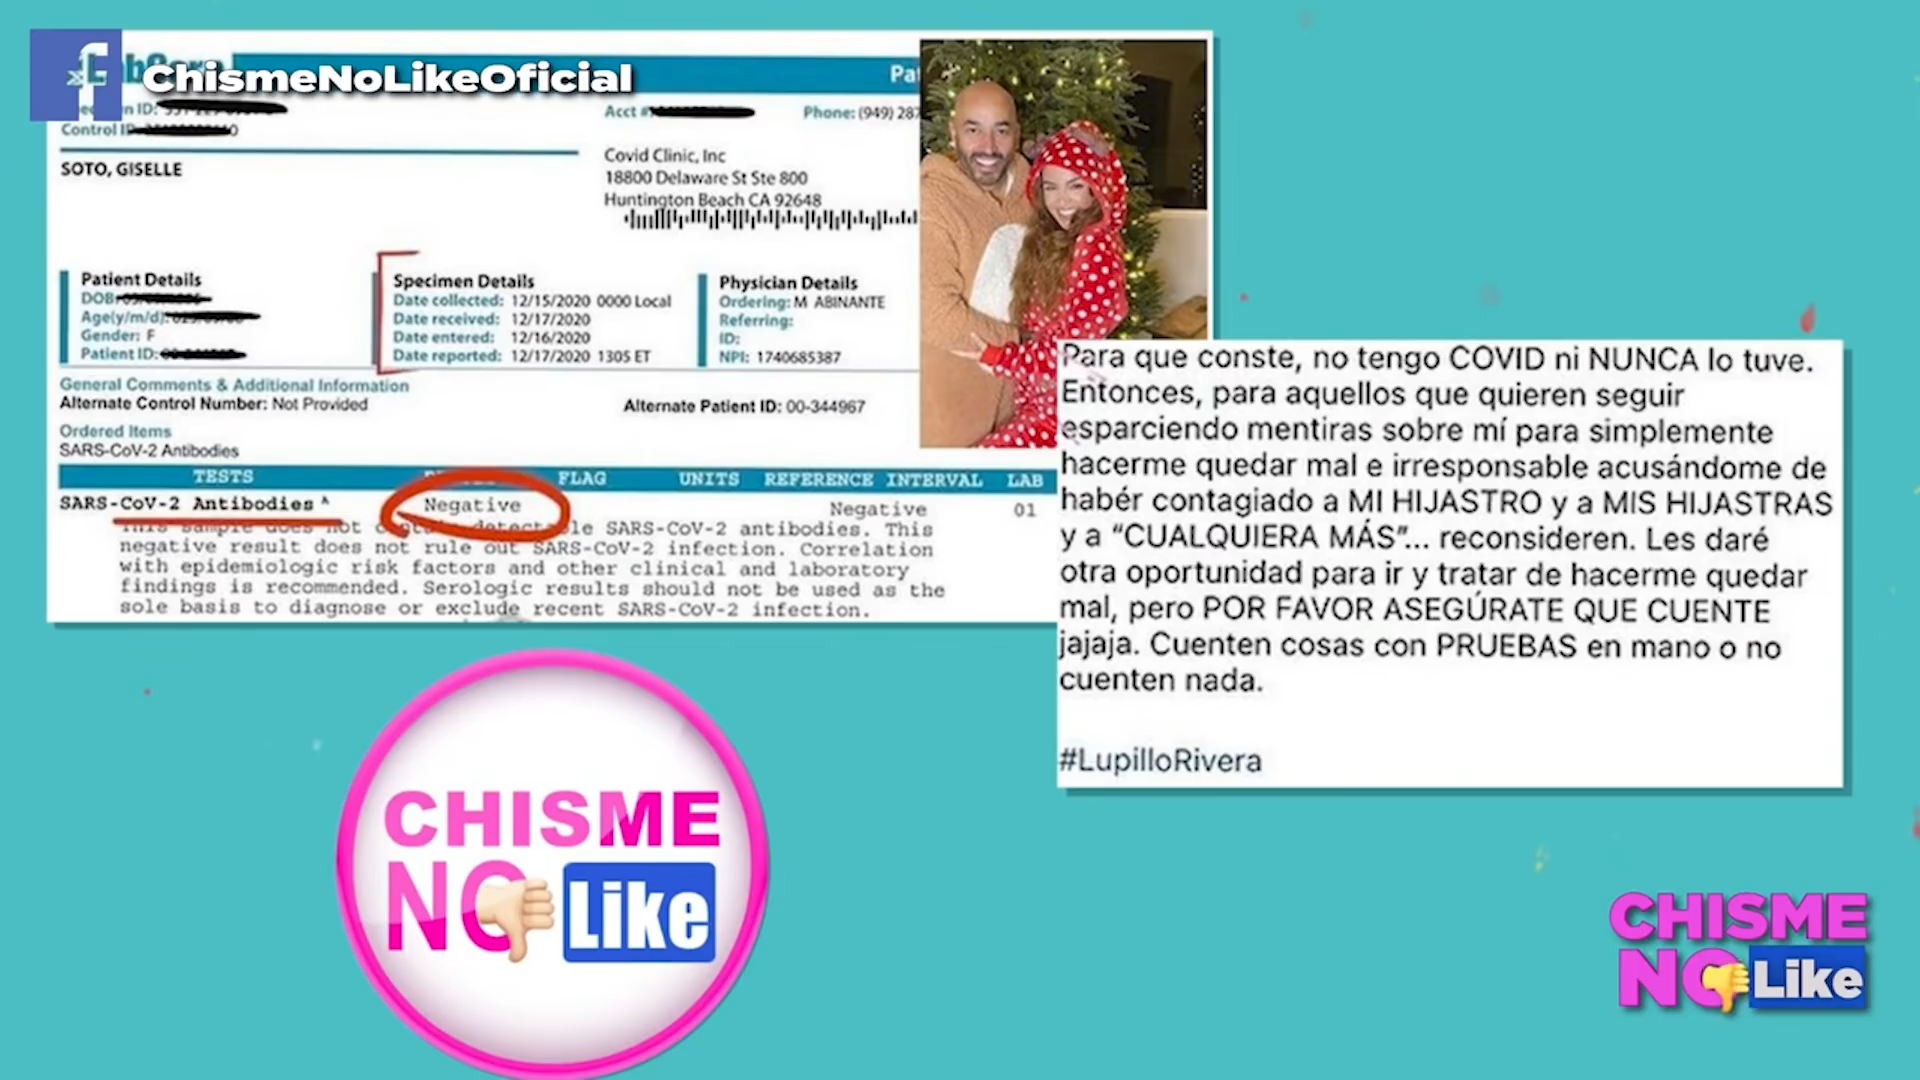 ChismeNoLikeOficial
Acct #
Phone: (949) 287
Control ID
SOTO, GISELLE
Covid Clinic, Inc
18800 Delaware St Ste 800
Huntington Beach CA 92648
Patient Details
DOB:
Age(y/m/d):
Gender: F
Patient ID:
Specimen Details
Date collected: 12/15/2020 0000 Local
Date received: 12/17/2020
Date entered: 12/16/2020
Date reported: 12/17/2020 1305 ET
Physician Details
Ordering: M ABINANTE
Referring:
ID:
NPI: 1740685387
General Comments & Additional Information
Alternate Control Number: Not Provided
Alternate Patient ID: 00-344967
Ordered Items
SARS-CoV-2 Antibodies
TESTS FLAG UNITS REFERENCE INTERVAL LAB
SARS-CoV-2 Antibodies A Negative Negative 01
This sample does not contain detectable SARS-CoV-2 antibodies. This
negative result does not rule out SARS-CoV-2 infection. Correlation
with epidemiologic risk factors and other clinical and laboratory
findings is recommended. Serologic results should not be used as the
sole basis to diagnose or exclude recent SARS-CoV-2 infection.
Para que conste, no tengo COVID ni NUNCA lo tuve.
Entonces, para aquellos que quieren seguir
esparciendo mentiras sobre mí para simplemente
hacerme quedar mal e irresponsable acusándome de
habér contagiado a MI HIJASTRO y a MIS HIJASTRAS
y a “CUALQUIERA MÁS”... reconsideren. Les daré
otra oportunidad para ir y tratar de hacerme quedar
mal, pero POR FAVOR ASEGÚRATE QUE CUENTE
jajaja. Cuenten cosas con PRUEBAS en mano o no
cuenten nada.
#LupilloRivera
CHISME
NO Like
CHISME
NO Like